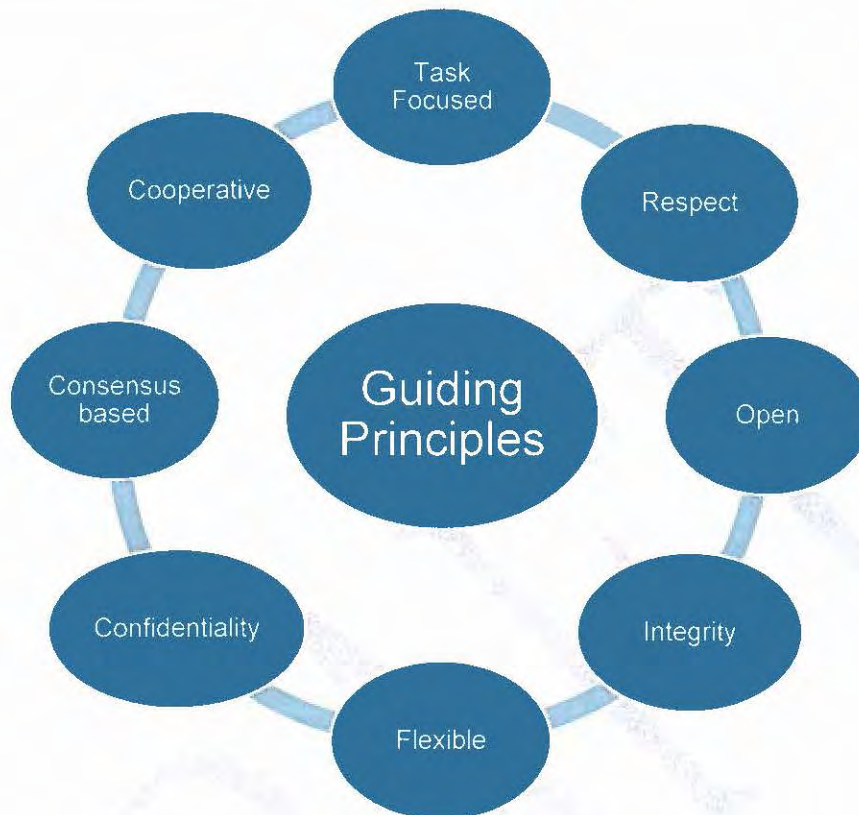 Task
Focused
Respect
Open
Integrity
Flexible
Confidentiality
Consensus
based
Cooperative
Guiding
Principles